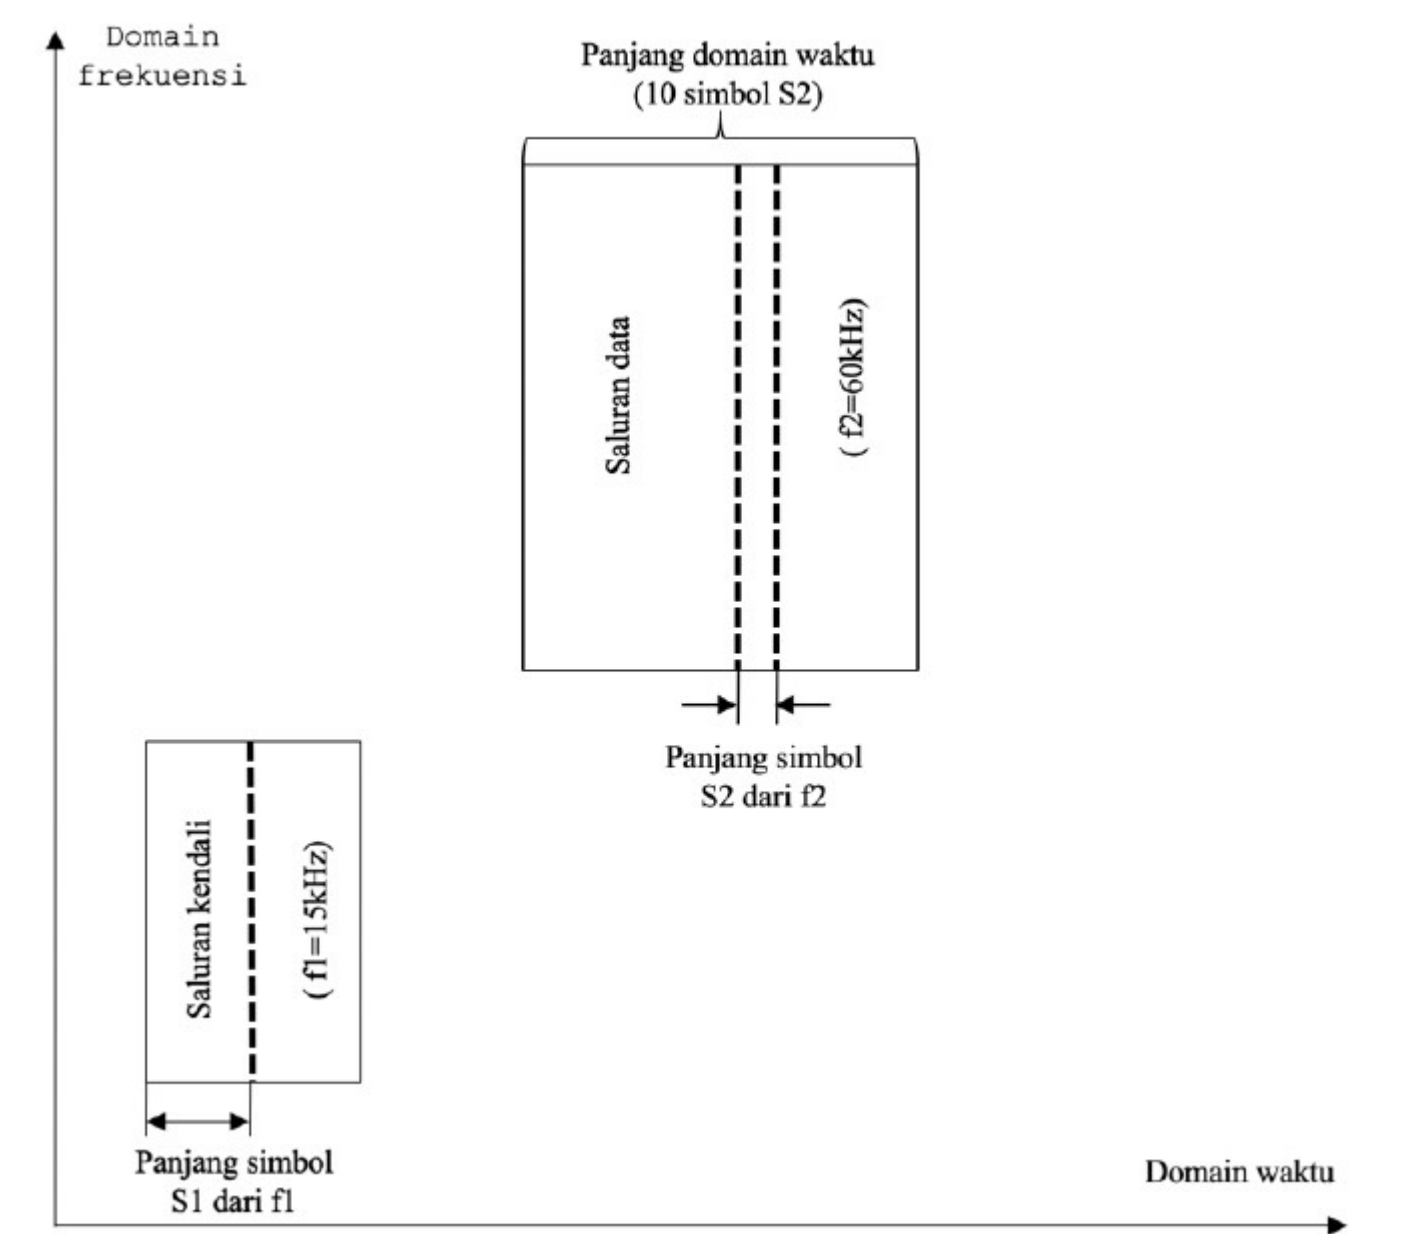 Domain
frekuensi
Panjang domain waktu
(10 simbol S2)
Saluran data
( f2=60kHz)
Panjang simbol
S2 dari f2
Saluran kendali
( f1=15kHz)
Panjang simbol
S1 dari f1
Domain waktu